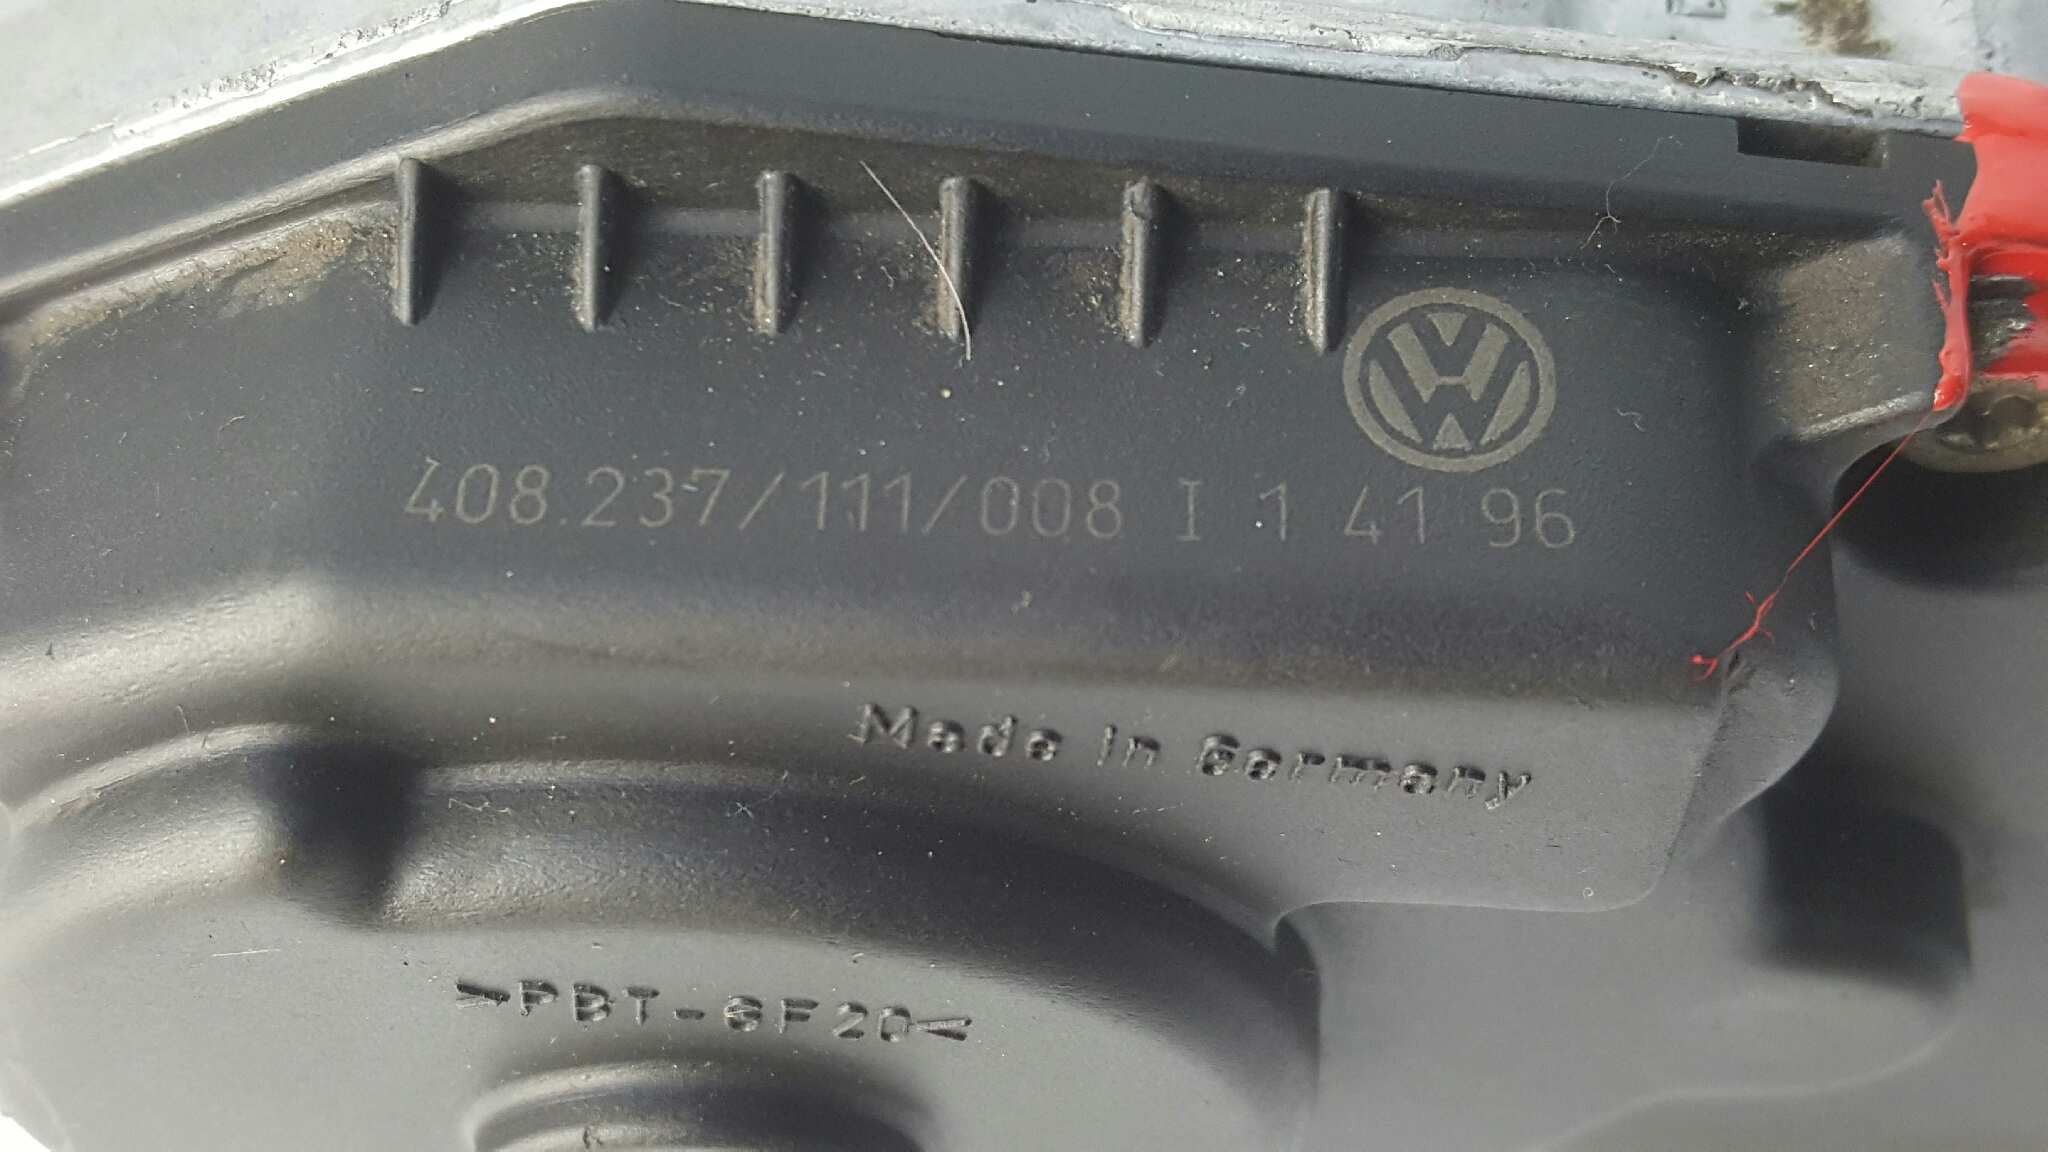 VW
408.237/111/008 I 1 41 96
Made in Germany
>PBT-GF20<